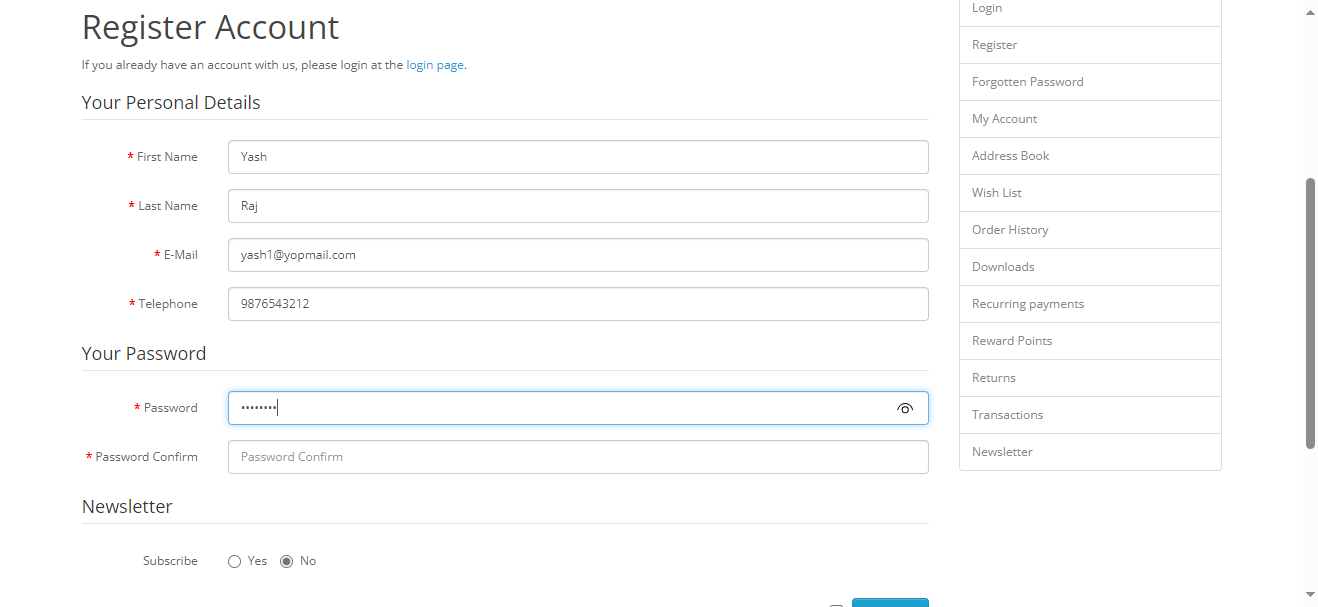 Register Account
If you already have an account with us, please login at the login page.
Your Personal Details
* First Name Yash
* Last Name Raj
* E-Mail yash1@yopmail.com
* Telephone 9876543212
Your Password
* Password ••••••••
* Password Confirm Password Confirm
Newsletter
Subscribe Yes No
Login
Register
Forgotten Password
My Account
Address Book
Wish List
Order History
Downloads
Recurring payments
Reward Points
Returns
Transactions
Newsletter